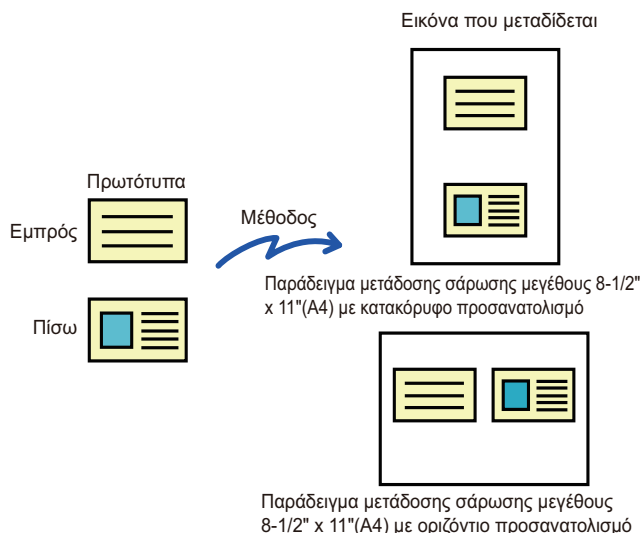 Εικόνα που μεταδίδεται
Πρωτότυπα
Εμπρός
Μέθοδος
Πίσω
Παράδειγμα μετάδοσης σάρωσης μεγέθους 8-1/2"
x 11"(A4) με κατακόρυφο προσανατολισμό
Παράδειγμα μετάδοσης σάρωσης μεγέθους
8-1/2" x 11"(A4) με οριζόντιο προσανατολισμό